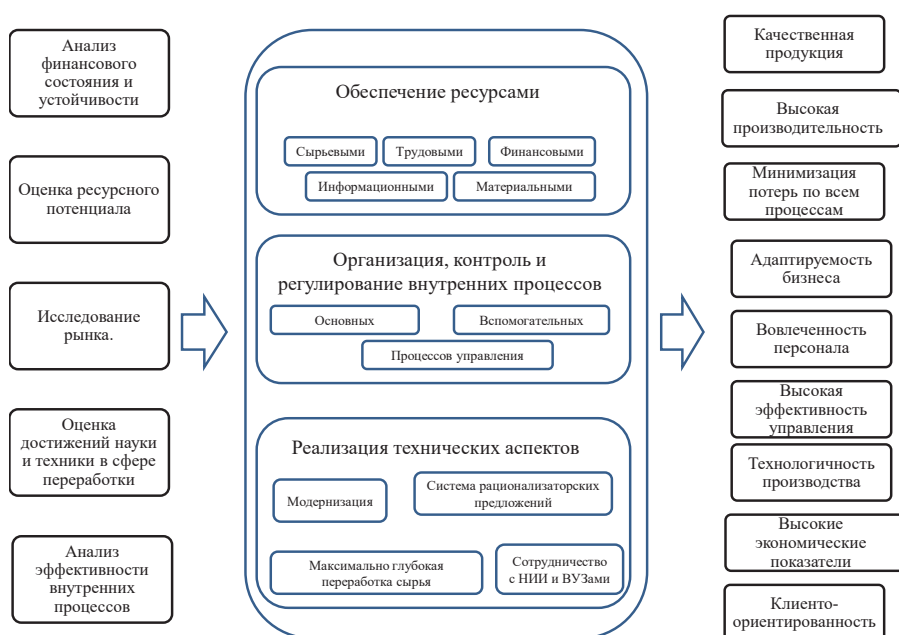 Анализ
финансового
состояния и
устойчивости
Оценка ресурсного
потенциала
Исследование
рынка.
Оценка
достижений науки
и техники в сфере
переработки
Анализ
эффективности
внутренних
процессов
Обеспечение ресурсами
Сырьевыми
Трудовыми
Финансовыми
Информационными
Материальными
Организация, контроль и
регулирование внутренних процессов
Основных
Вспомогательных
Процессов управления
Реализация технических аспектов
Модернизация
Система рационализаторских
предложений
Максимально глубокая
переработка сырья
Сотрудничество
с НИИ и ВУЗами
Качественная
продукция
Высокая
производительность
Минимизация
потерь по всем
процессам
Адаптируемость
бизнеса
Вовлеченность
персонала
Высокая
эффективность
управления
Технологичность
производства
Высокие
экономические
показатели
Клиенто-
ориентированность